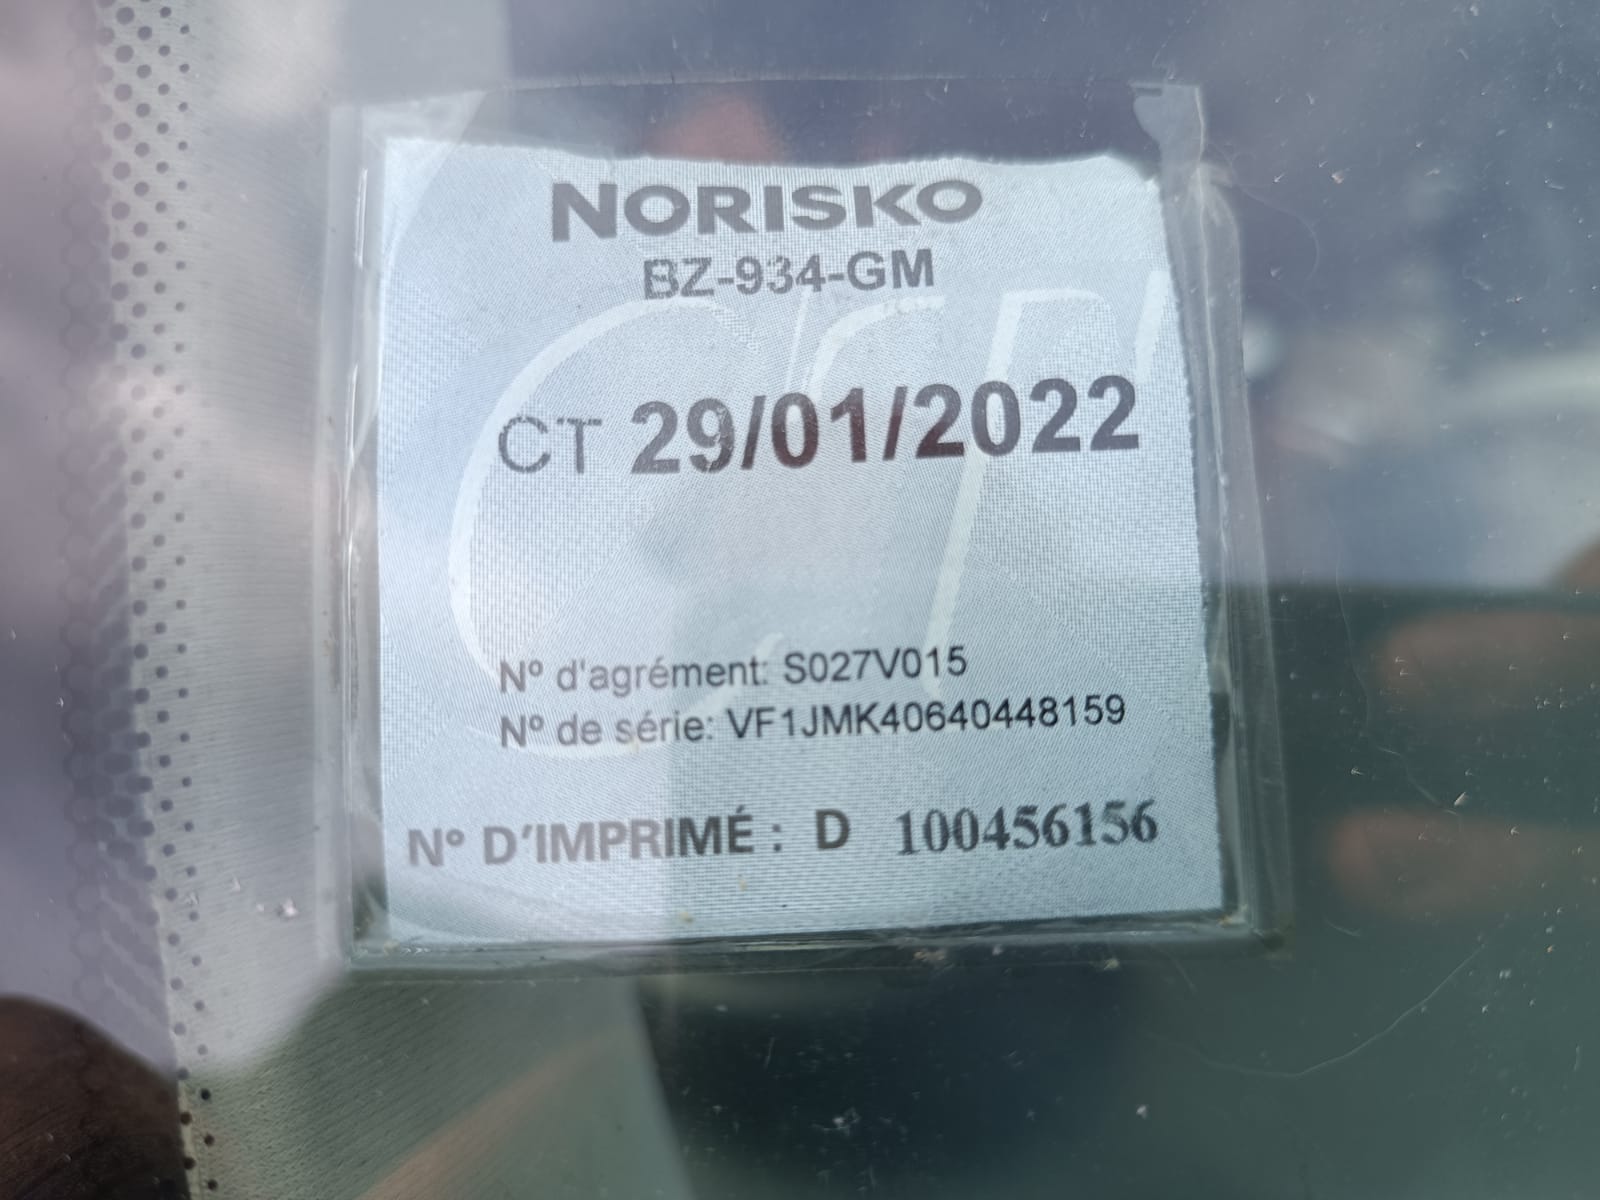 NORISKO
BZ-934-GM
CT 29/01/2022
N° d'agrément: S027V015
N° de série: VF1JMK40640448159
N° D'IMPRIMÉ : D 100456156